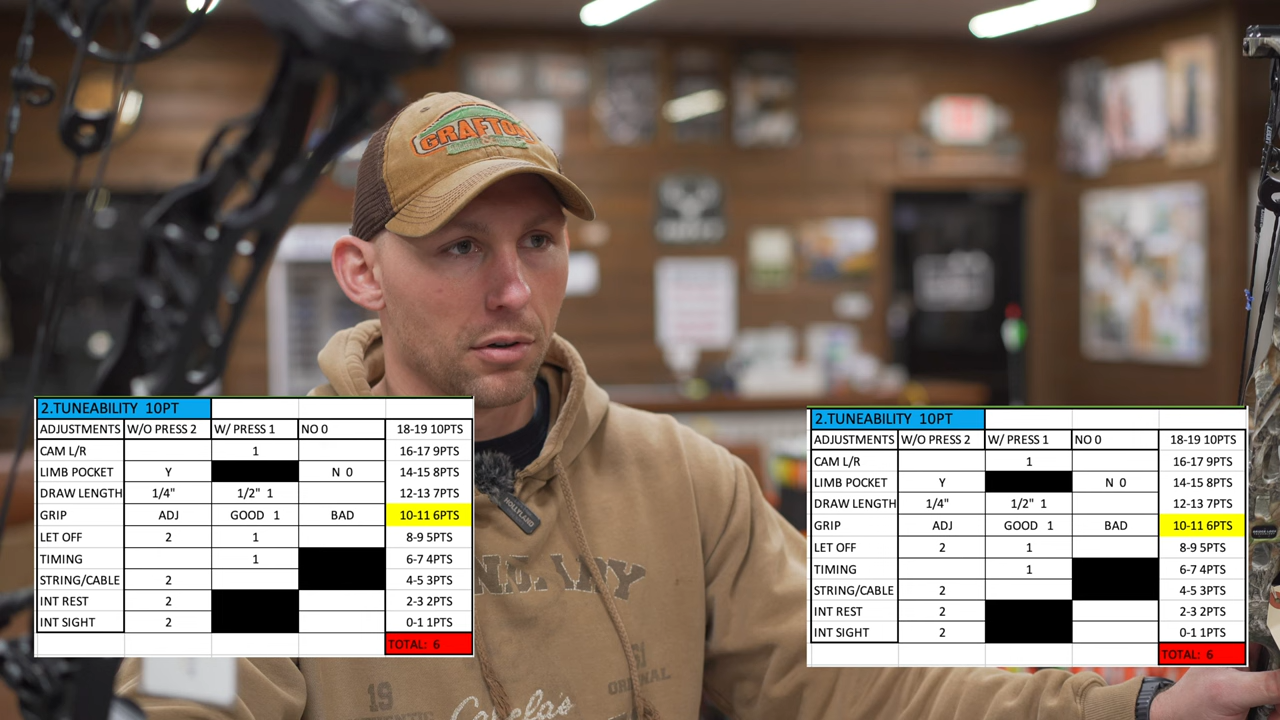 GRAFTON
2.TUNEABILITY 10PT
ADJUSTMENTS W/O PRESS 2 W/ PRESS 1 NO 0 18-19 10PTS
CAM L/R 1 16-17 9PTS
LIMB POCKET Y N 0 14-15 8PTS
DRAW LENGTH 1/4" 1/2" 1 12-13 7PTS
GRIP ADJ GOOD 1 BAD 10-11 6PTS
LET OFF 2 1 8-9 5PTS
TIMING 1 6-7 4PTS
STRING/CABLE 2 4-5 3PTS
INT REST 2 2-3 2PTS
INT SIGHT 2 0-1 1PTS
TOTAL: 6
2.TUNEABILITY 10PT
ADJUSTMENTS W/O PRESS 2 W/ PRESS 1 NO 0 18-19 10PTS
CAM L/R 1 16-17 9PTS
LIMB POCKET Y N 0 14-15 8PTS
DRAW LENGTH 1/4" 1/2" 1 12-13 7PTS
GRIP ADJ GOOD 1 BAD 10-11 6PTS
LET OFF 2 1 8-9 5PTS
TIMING 1 6-7 4PTS
STRING/CABLE 2 4-5 3PTS
INT REST 2 2-3 2PTS
INT SIGHT 2 0-1 1PTS
TOTAL: 6
HOLLYLAND
19
ORIGINAL
Cabela's